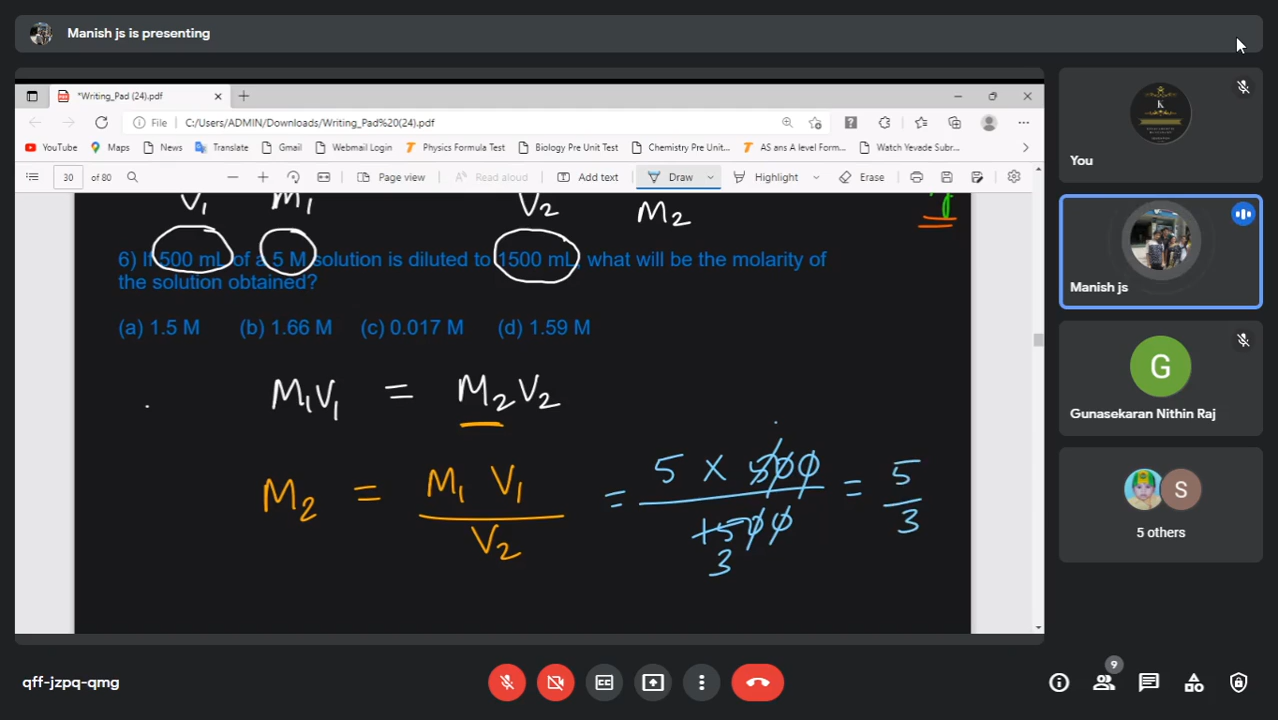 Manish js is presenting
*Writing_Pad (24).pdf
File C:/Users/ADMIN/Downloads/Writing_Pad%20(24).pdf
YouTube Maps News Translate Gmail Webmail Login Physics Formula Test Biology Pre Unit Test Chemistry Pre Unit... AS ans A level Form... Watch Yevade Subr...
30 of 80 Page view Read aloud Add text Draw Highlight Erase
V1 M1 V2 M2
6) If 500 mL of a 5 M solution is diluted to 1500 mL, what will be the molarity of
the solution obtained?
(a) 1.5 M (b) 1.66 M (c) 0.017 M (d) 1.59 M
M1V1 = M2V2
M2 = M1 V1 / V2 = 5 X 500 / 1500 = 5 / 3
3
K
You
Manish js
G
Gunasekaran Nithin Raj
S
5 others
qff-jzpq-qmg
CC
9